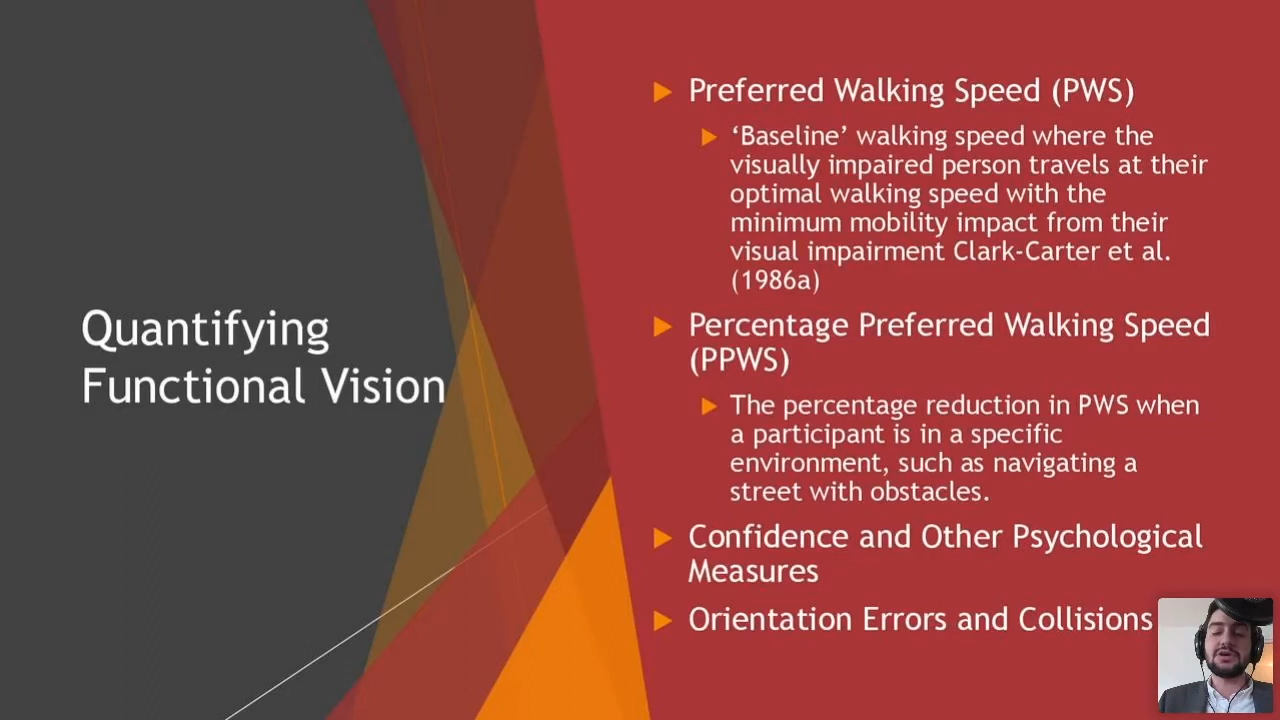 Quantifying
Functional Vision
Preferred Walking Speed (PWS)
‘Baseline’ walking speed where the
visually impaired person travels at their
optimal walking speed with the
minimum mobility impact from their
visual impairment Clark-Carter et al.
(1986a)
Percentage Preferred Walking Speed
(PPWS)
The percentage reduction in PWS when
a participant is in a specific
environment, such as navigating a
street with obstacles.
Confidence and Other Psychological
Measures
Orientation Errors and Collisions